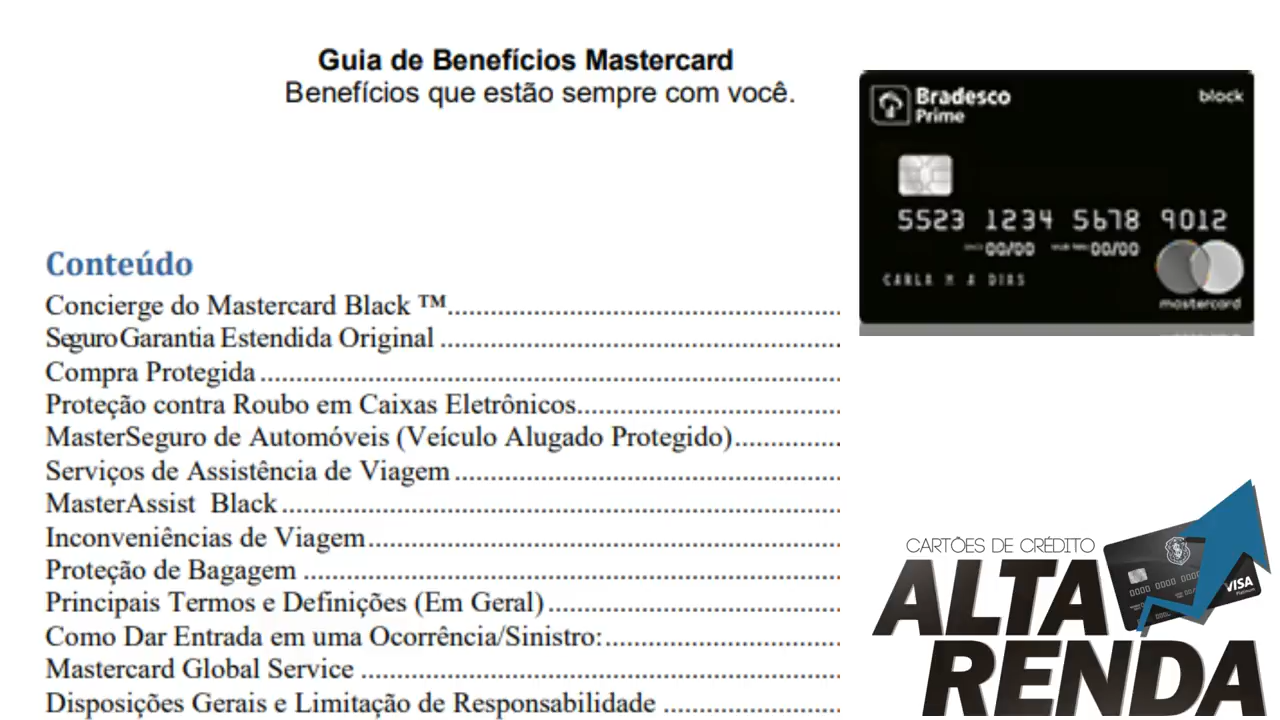 Guia de Benefícios Mastercard
Benefícios que estão sempre com você.
Conteúdo
Concierge do Mastercard Black ™
Seguro Garantia Estendida Original
Compra Protegida
Proteção contra Roubo em Caixas Eletrônicos
MasterSeguro de Automóveis (Veículo Alugado Protegido)
Serviços de Assistência de Viagem
MasterAssist Black
Inconveniências de Viagem
Proteção de Bagagem
Principais Termos e Definições (Em Geral)
Como Dar Entrada em uma Ocorrência/Sinistro:
Mastercard Global Service
Disposições Gerais e Limitação de Responsabilidade
Bradesco
Prime
black
5523 1234 5678 9012
00/00 00/00
CARLA M A DIAS
mastercard
CARTÕES DE CRÉDITO
ALTA
RENDA
VISA
Platinum